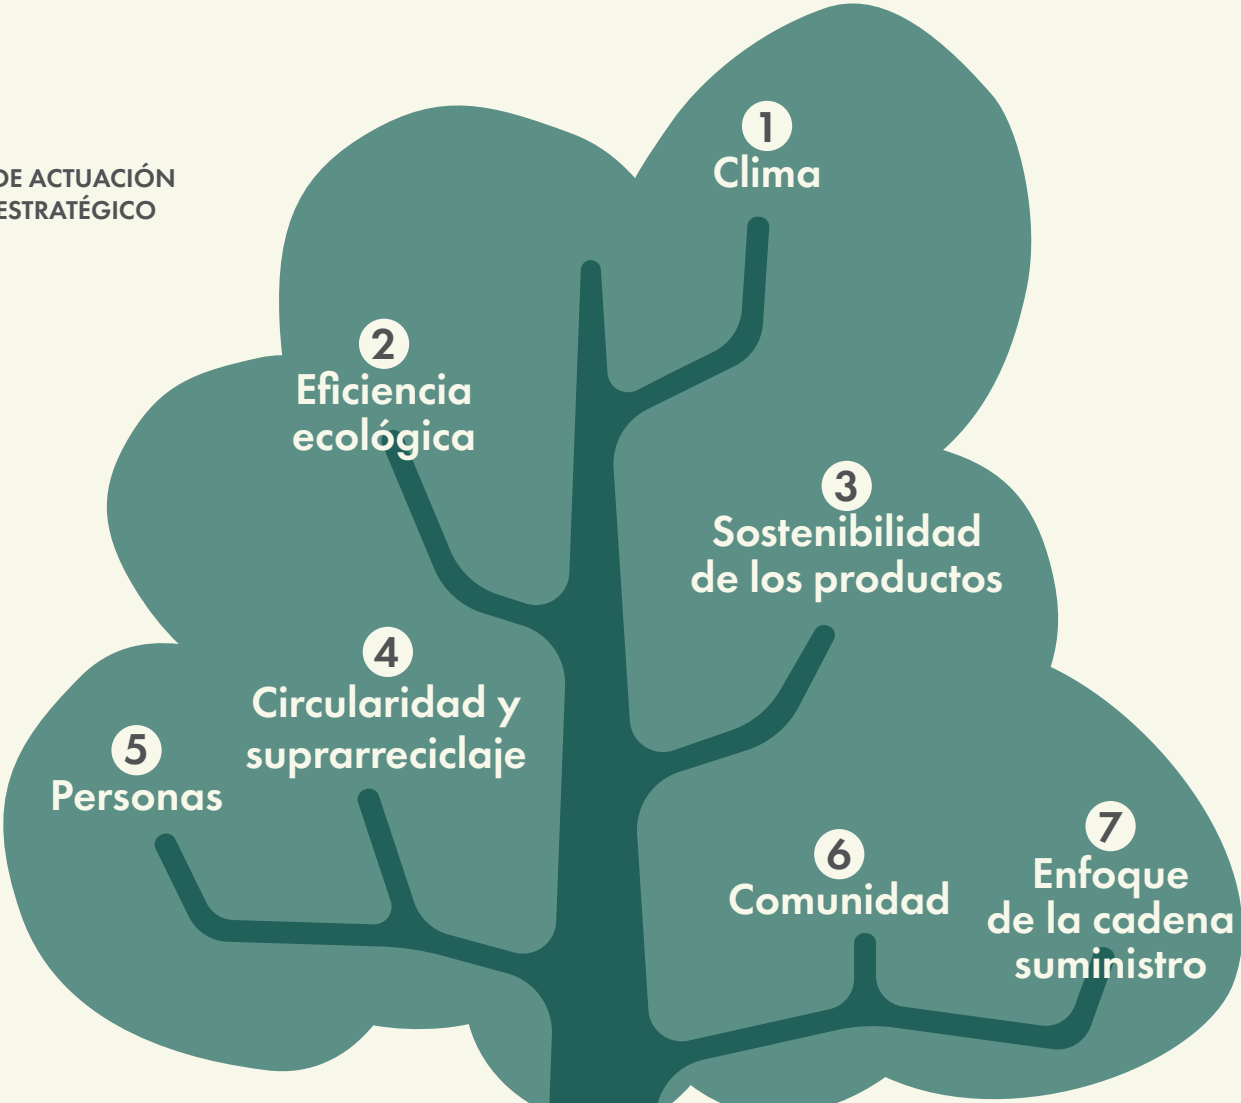 DE ACTUACIÓN
ESTRATÉGICO
1
Clima
2
Eficiencia
ecológica
3
Sostenibilidad
de los productos
4
Circularidad y
suprarreciclaje
5
Personas
6
Comunidad
7
Enfoque
de la cadena
suministro